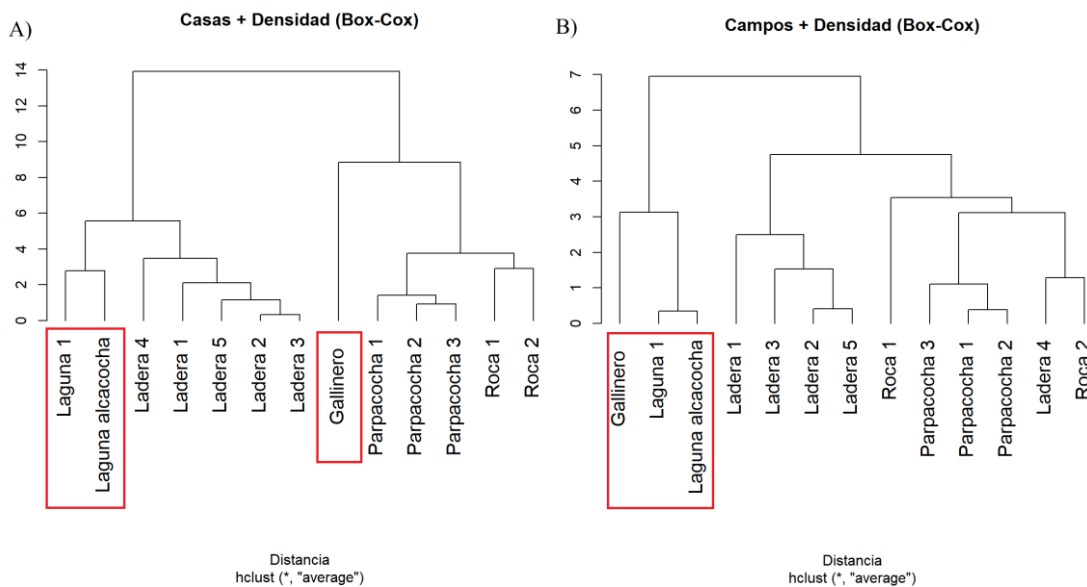 A)
Casas + Densidad (Box-Cox)
14
12
10
8
6
4
2
0
Laguna 1
Laguna alcacocha
Ladera 4
Ladera 1
Ladera 5
Ladera 2
Ladera 3
Gallinero
Parpacocha 1
Parpacocha 2
Parpacocha 3
Roca 1
Roca 2
Distancia
hclust (*, "average")
B)
Campos + Densidad (Box-Cox)
7
6
5
4
3
2
1
0
Gallinero
Laguna 1
Laguna alcacocha
Ladera 1
Ladera 3
Ladera 2
Ladera 5
Roca 1
Parpacocha 3
Parpacocha 1
Parpacocha 2
Ladera 4
Roca 2
Distancia
hclust (*, "average")